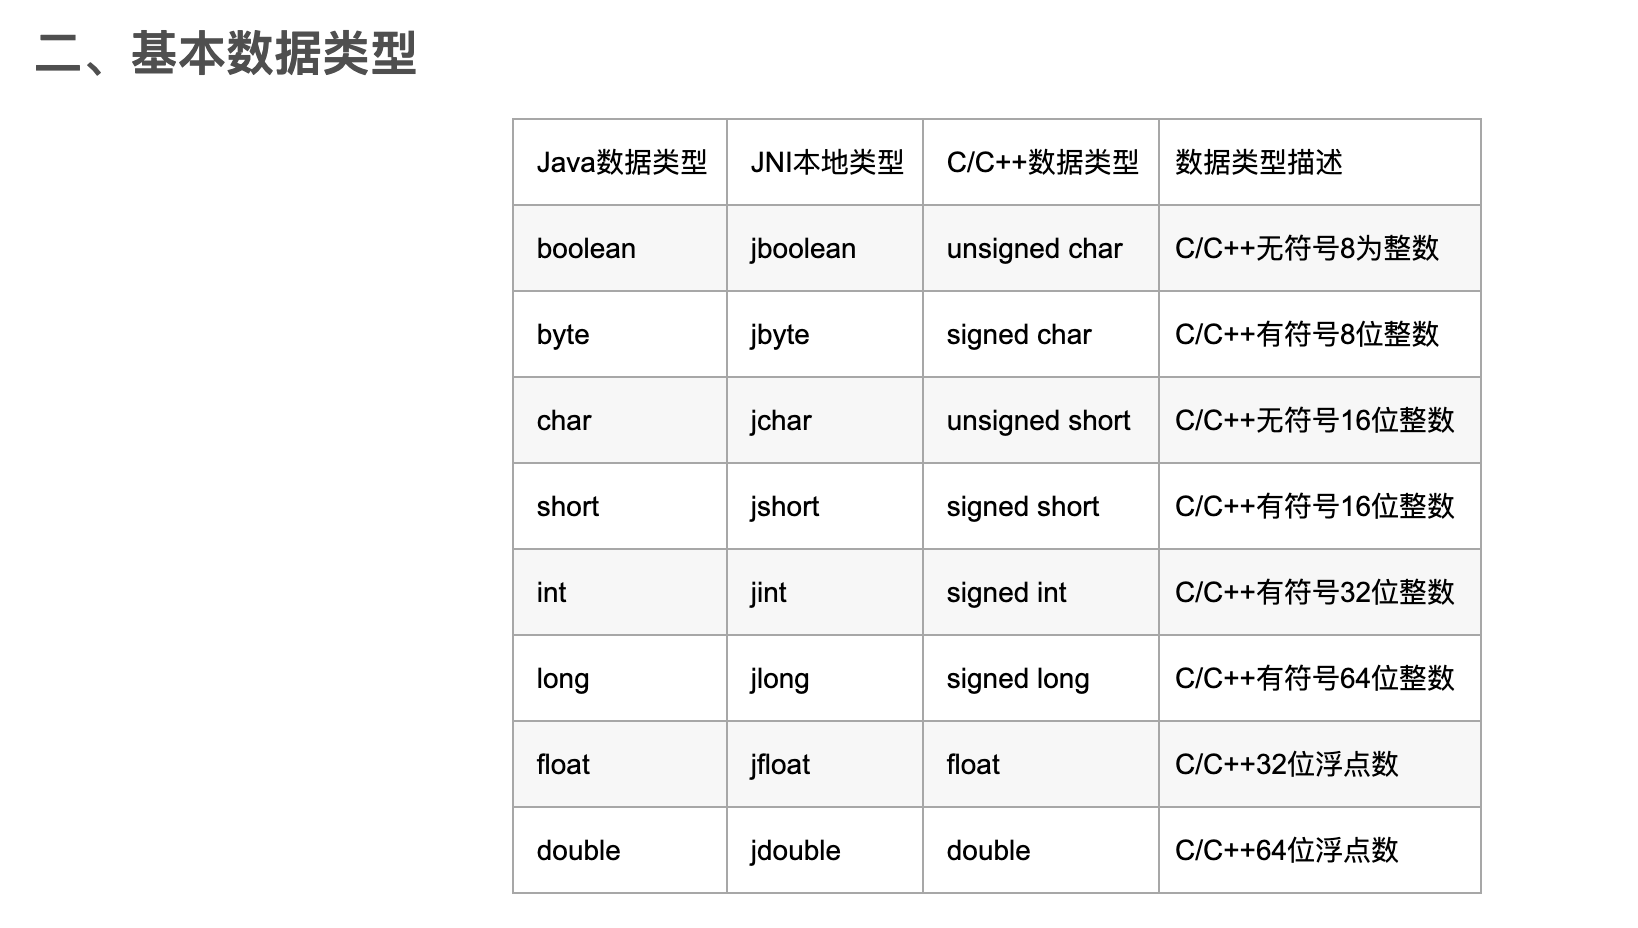 二、基本数据类型
Java数据类型 JNI本地类型 C/C++数据类型 数据类型描述
boolean jboolean unsigned char C/C++无符号8为整数
byte jbyte signed char C/C++有符号8位整数
char jchar unsigned short C/C++无符号16位整数
short jshort signed short C/C++有符号16位整数
int jint signed int C/C++有符号32位整数
long jlong signed long C/C++有符号64位整数
float jfloat float C/C++32位浮点数
double jdouble double C/C++64位浮点数